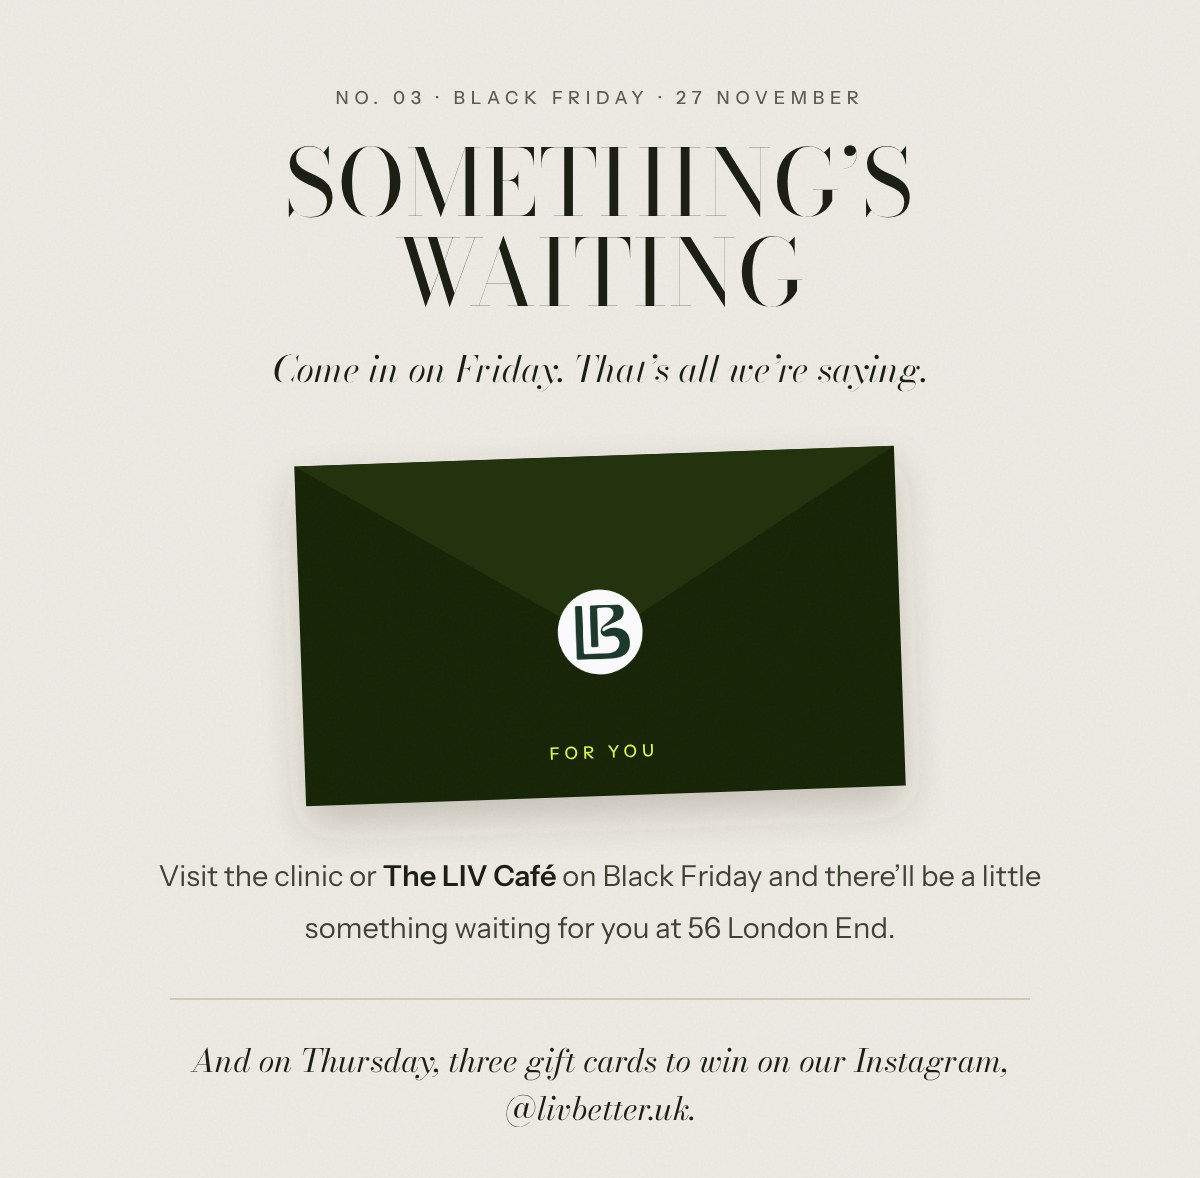 NO. 03 · BLACK FRIDAY · 27 NOVEMBER
SOMETHING’S
WAITING
Come in on Friday. That’s all we’re saying.
LB
FOR YOU
Visit the clinic or The LIV Café on Black Friday and there’ll be a little
something waiting for you at 56 London End.
And on Thursday, three gift cards to win on our Instagram,
@livbetter.uk.